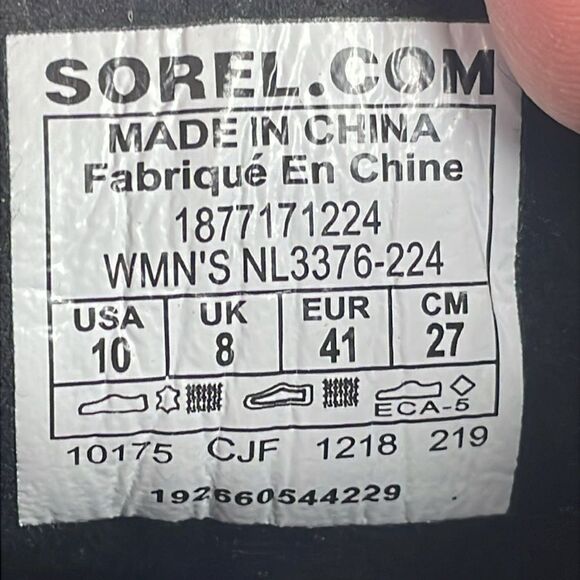 SOREL.COM
MADE IN CHINA
Fabriqué En Chine
1877171224
WMN'S NL3376-224
USA UK EUR CM
10 8 41 27
ECA-5
10175 CJF 1218 219
192660544229